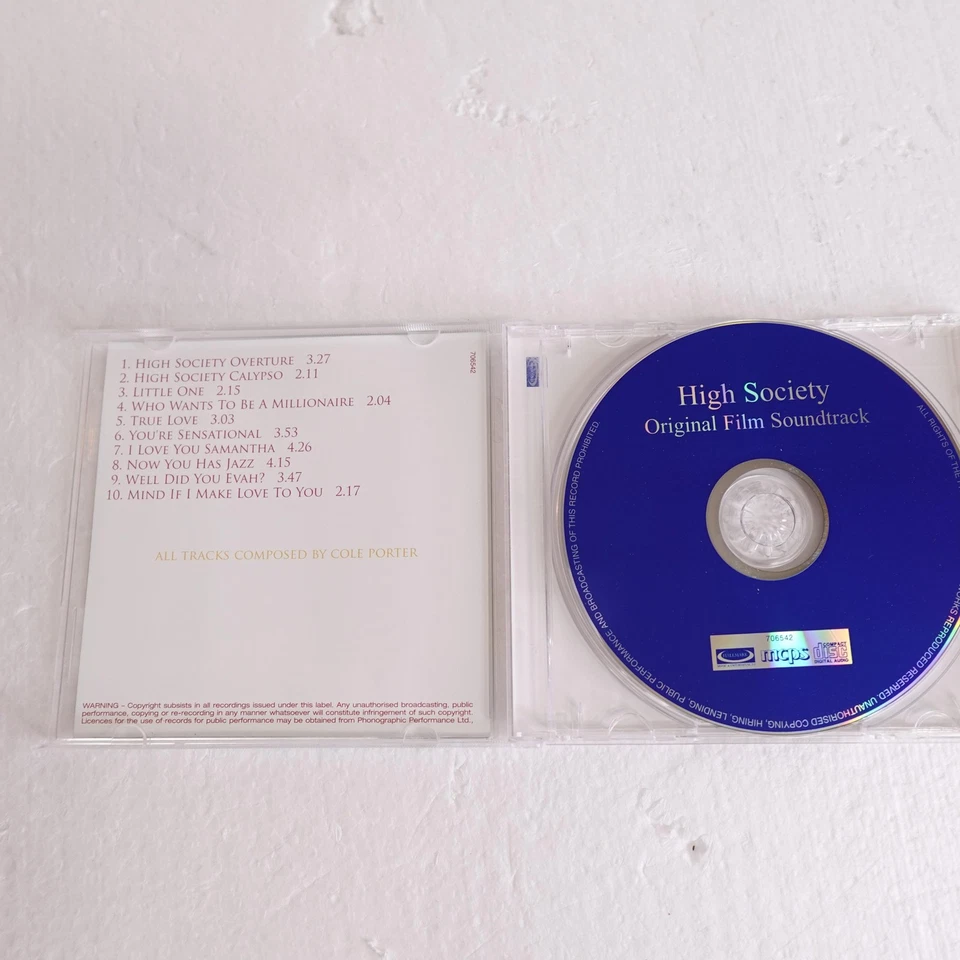 706542
1. HIGH SOCIETY OVERTURE 3.27
2. HIGH SOCIETY CALYPSO 2.11
3. LITTLE ONE 2.15
4. WHO WANTS TO BE A MILLIONAIRE 2.04
5. TRUE LOVE 3.03
6. YOU'RE SENSATIONAL 3.53
7. I LOVE YOU SAMANTHA 4.26
8. NOW YOU HAS JAZZ 4.15
9. WELL DID YOU EVAH? 3.47
10. MIND IF I MAKE LOVE TO YOU 2.17
ALL TRACKS COMPOSED BY COLE PORTER
WARNING – Copyright subsists in all recordings issued under this label. Any unauthorised broadcasting, public
performance, copying or re-recording in any manner whatsoever will constitute infringement of such copyright.
Licences for the use of records for public performance may be obtained from Phonographic Performance Ltd.,
High Society
Original Film Soundtrack
706542
HALLMARK
mcps
COMPACT
disc
DIGITAL AUDIO
ALL RIGHTS OF THE
WORKS REPRODUCED RESERVED. UNAUTHORISED COPYING, HIRING, LENDING, PUBLIC PERFORMANCE AND BROADCASTING OF THIS RECORD PROHIBITED.